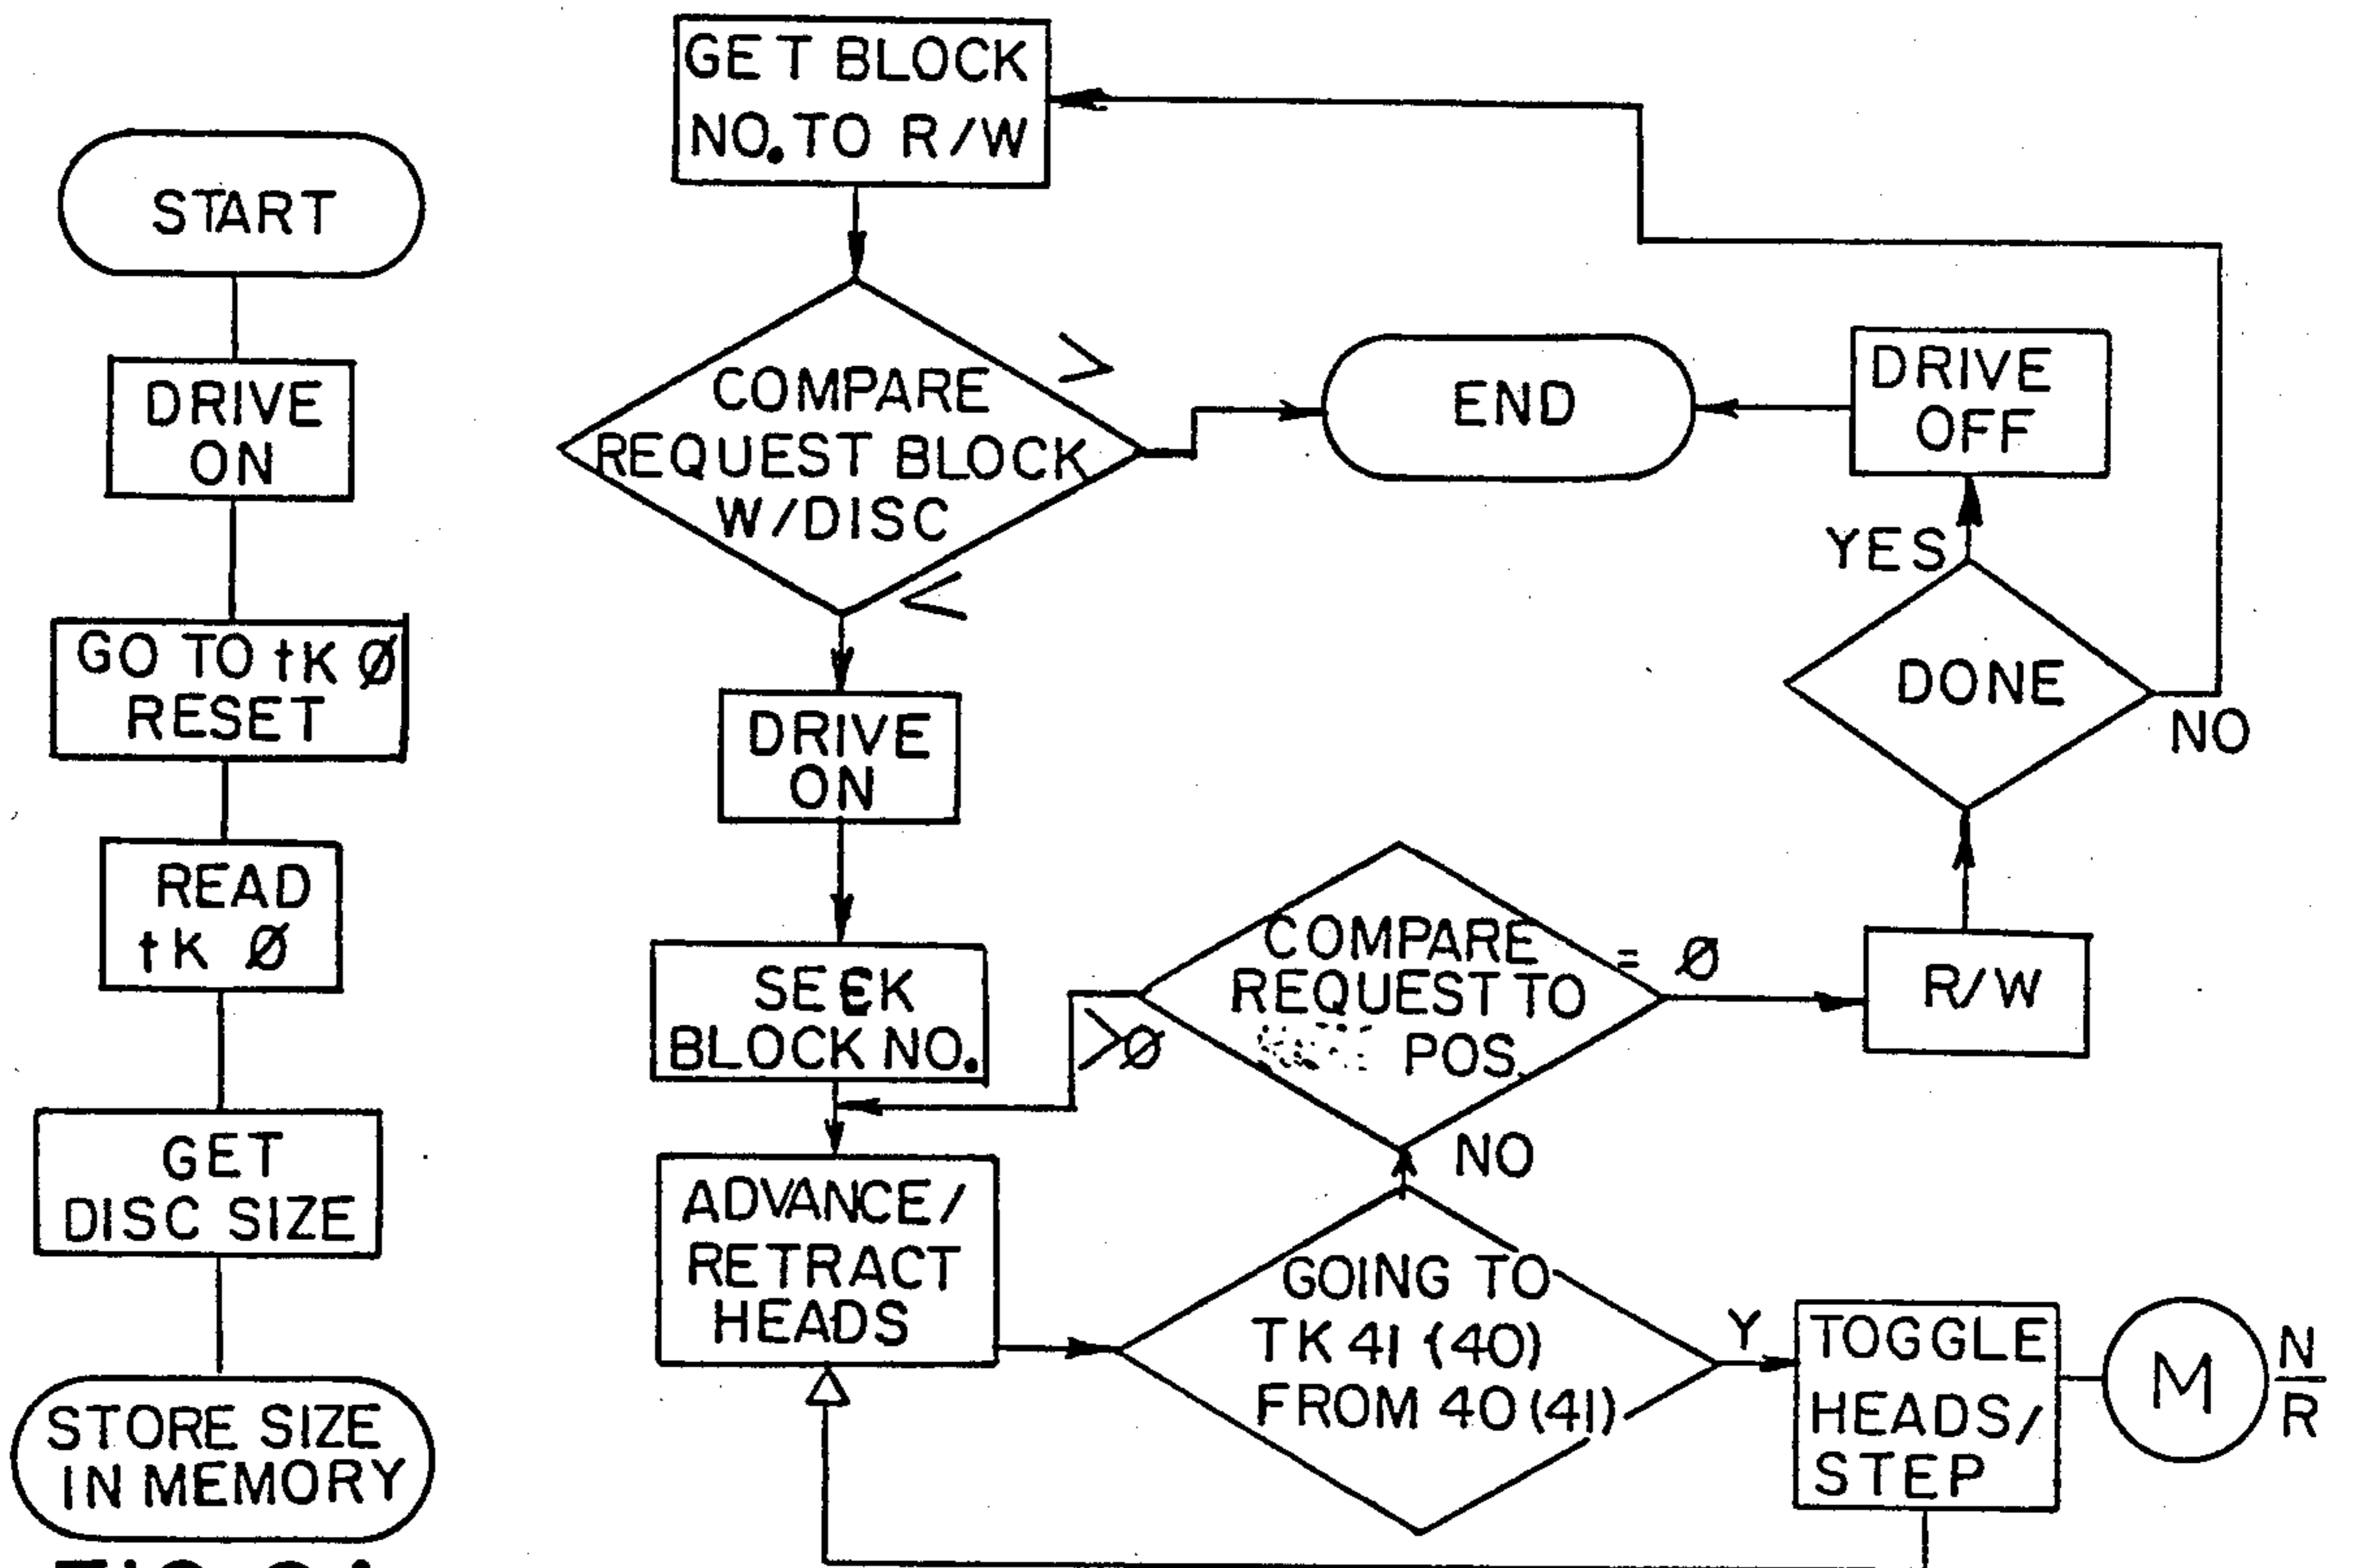 START
DRIVE
ON
GO TO tK Ø
RESET
READ
tK Ø
GET
DISC SIZE
STORE SIZE
IN MEMORY
GET BLOCK
NO. TO R/W
COMPARE
REQUEST BLOCK
W/DISC
>
<
END
DRIVE
OFF
YES
DONE
NO
DRIVE
ON
SEEK
BLOCK NO.
>Ø
COMPARE
REQUEST TO
POS.
= Ø
R/W
NO
ADVANCE/
RETRACT
HEADS
GOING TO
TK 41 (40)
FROM 40 (41)
Y
TOGGLE
HEADS/
STEP
M
N
R